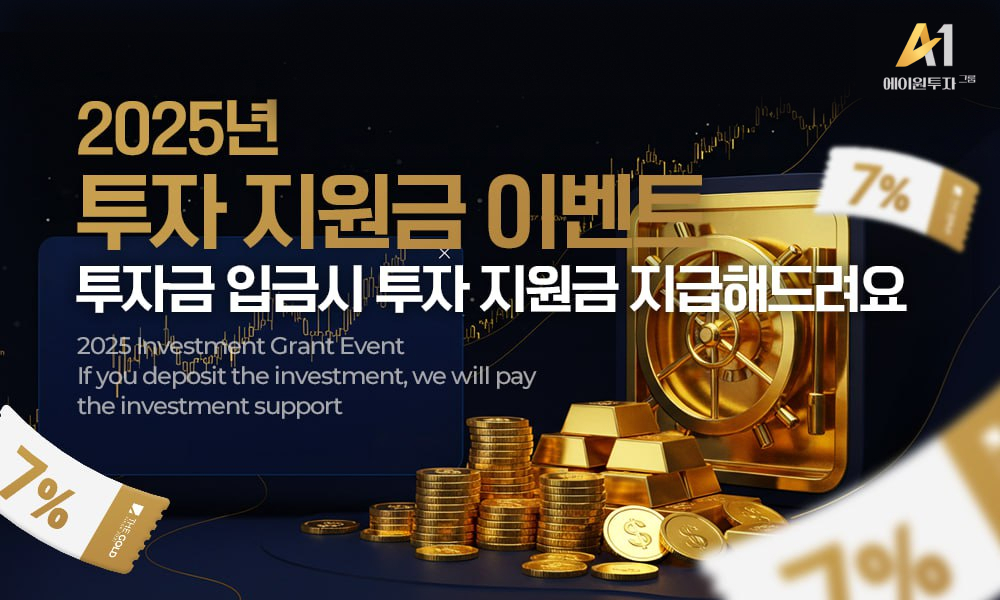 A1
에이원투자그룹
2025년
투자 지원금 이벤트
투자금 입금시 투자 지원금 지급해드려요
2025 Investment Grant Event
If you deposit the investment, we will pay
the investment support
7%
7%
THE GOLD
7%